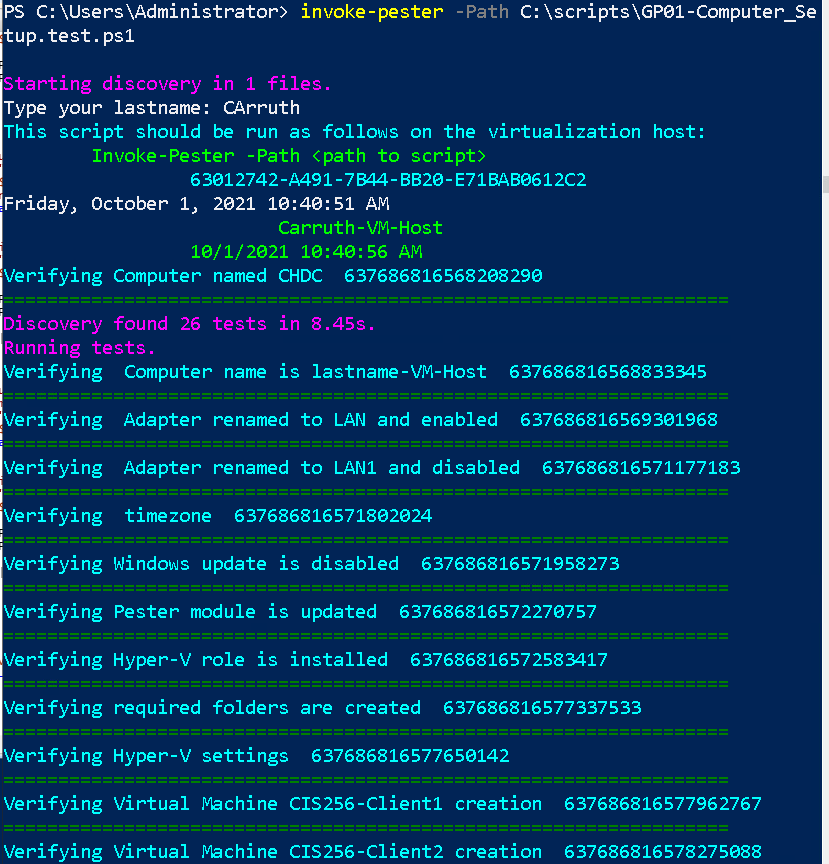 PS C:\Users\Administrator> invoke-pester -Path C:\scripts\GP01-Computer_Se
tup.test.ps1
Starting discovery in 1 files.
Type your lastname: CArruth
This script should be run as follows on the virtualization host:
Invoke-Pester -Path <path to script>
63012742-A491-7B44-BB20-E71BAB0612C2
Friday, October 1, 2021 10:40:51 AM
Carruth-VM-Host
10/1/2021 10:40:56 AM
Verifying Computer named CHDC  637686816568208290
==================================================================
Discovery found 26 tests in 8.45s.
Running tests.
Verifying  Computer name is lastname-VM-Host  637686816568833345
==================================================================
Verifying  Adapter renamed to LAN and enabled  637686816569301968
==================================================================
Verifying  Adapter renamed to LAN1 and disabled  637686816571177183
==================================================================
Verifying  timezone  637686816571802024
==================================================================
Verifying Windows update is disabled  637686816571958273
==================================================================
Verifying Pester module is updated  637686816572270757
==================================================================
Verifying Hyper-V role is installed  637686816572583417
==================================================================
Verifying required folders are created  637686816577337533
==================================================================
Verifying Hyper-V settings  637686816577650142
==================================================================
Verifying Virtual Machine CIS256-Client1 creation  637686816577962767
==================================================================
Verifying Virtual Machine CIS256-Client2 creation  637686816578275088